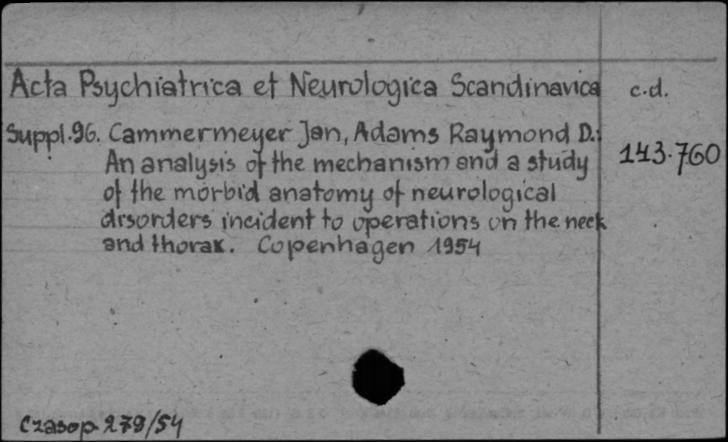 Acta Psychiatrica et Neurologica Scandinavica c.d.
Suppl. 96. Cammermeyer Jan, Adams Raymond D.:
143.760
An analysis of the mechanism and a study
of the morbid anatomy of neurological
disorders incident to operations on the neck
and thorax. Copenhagen 1954
Czasop. 279/54